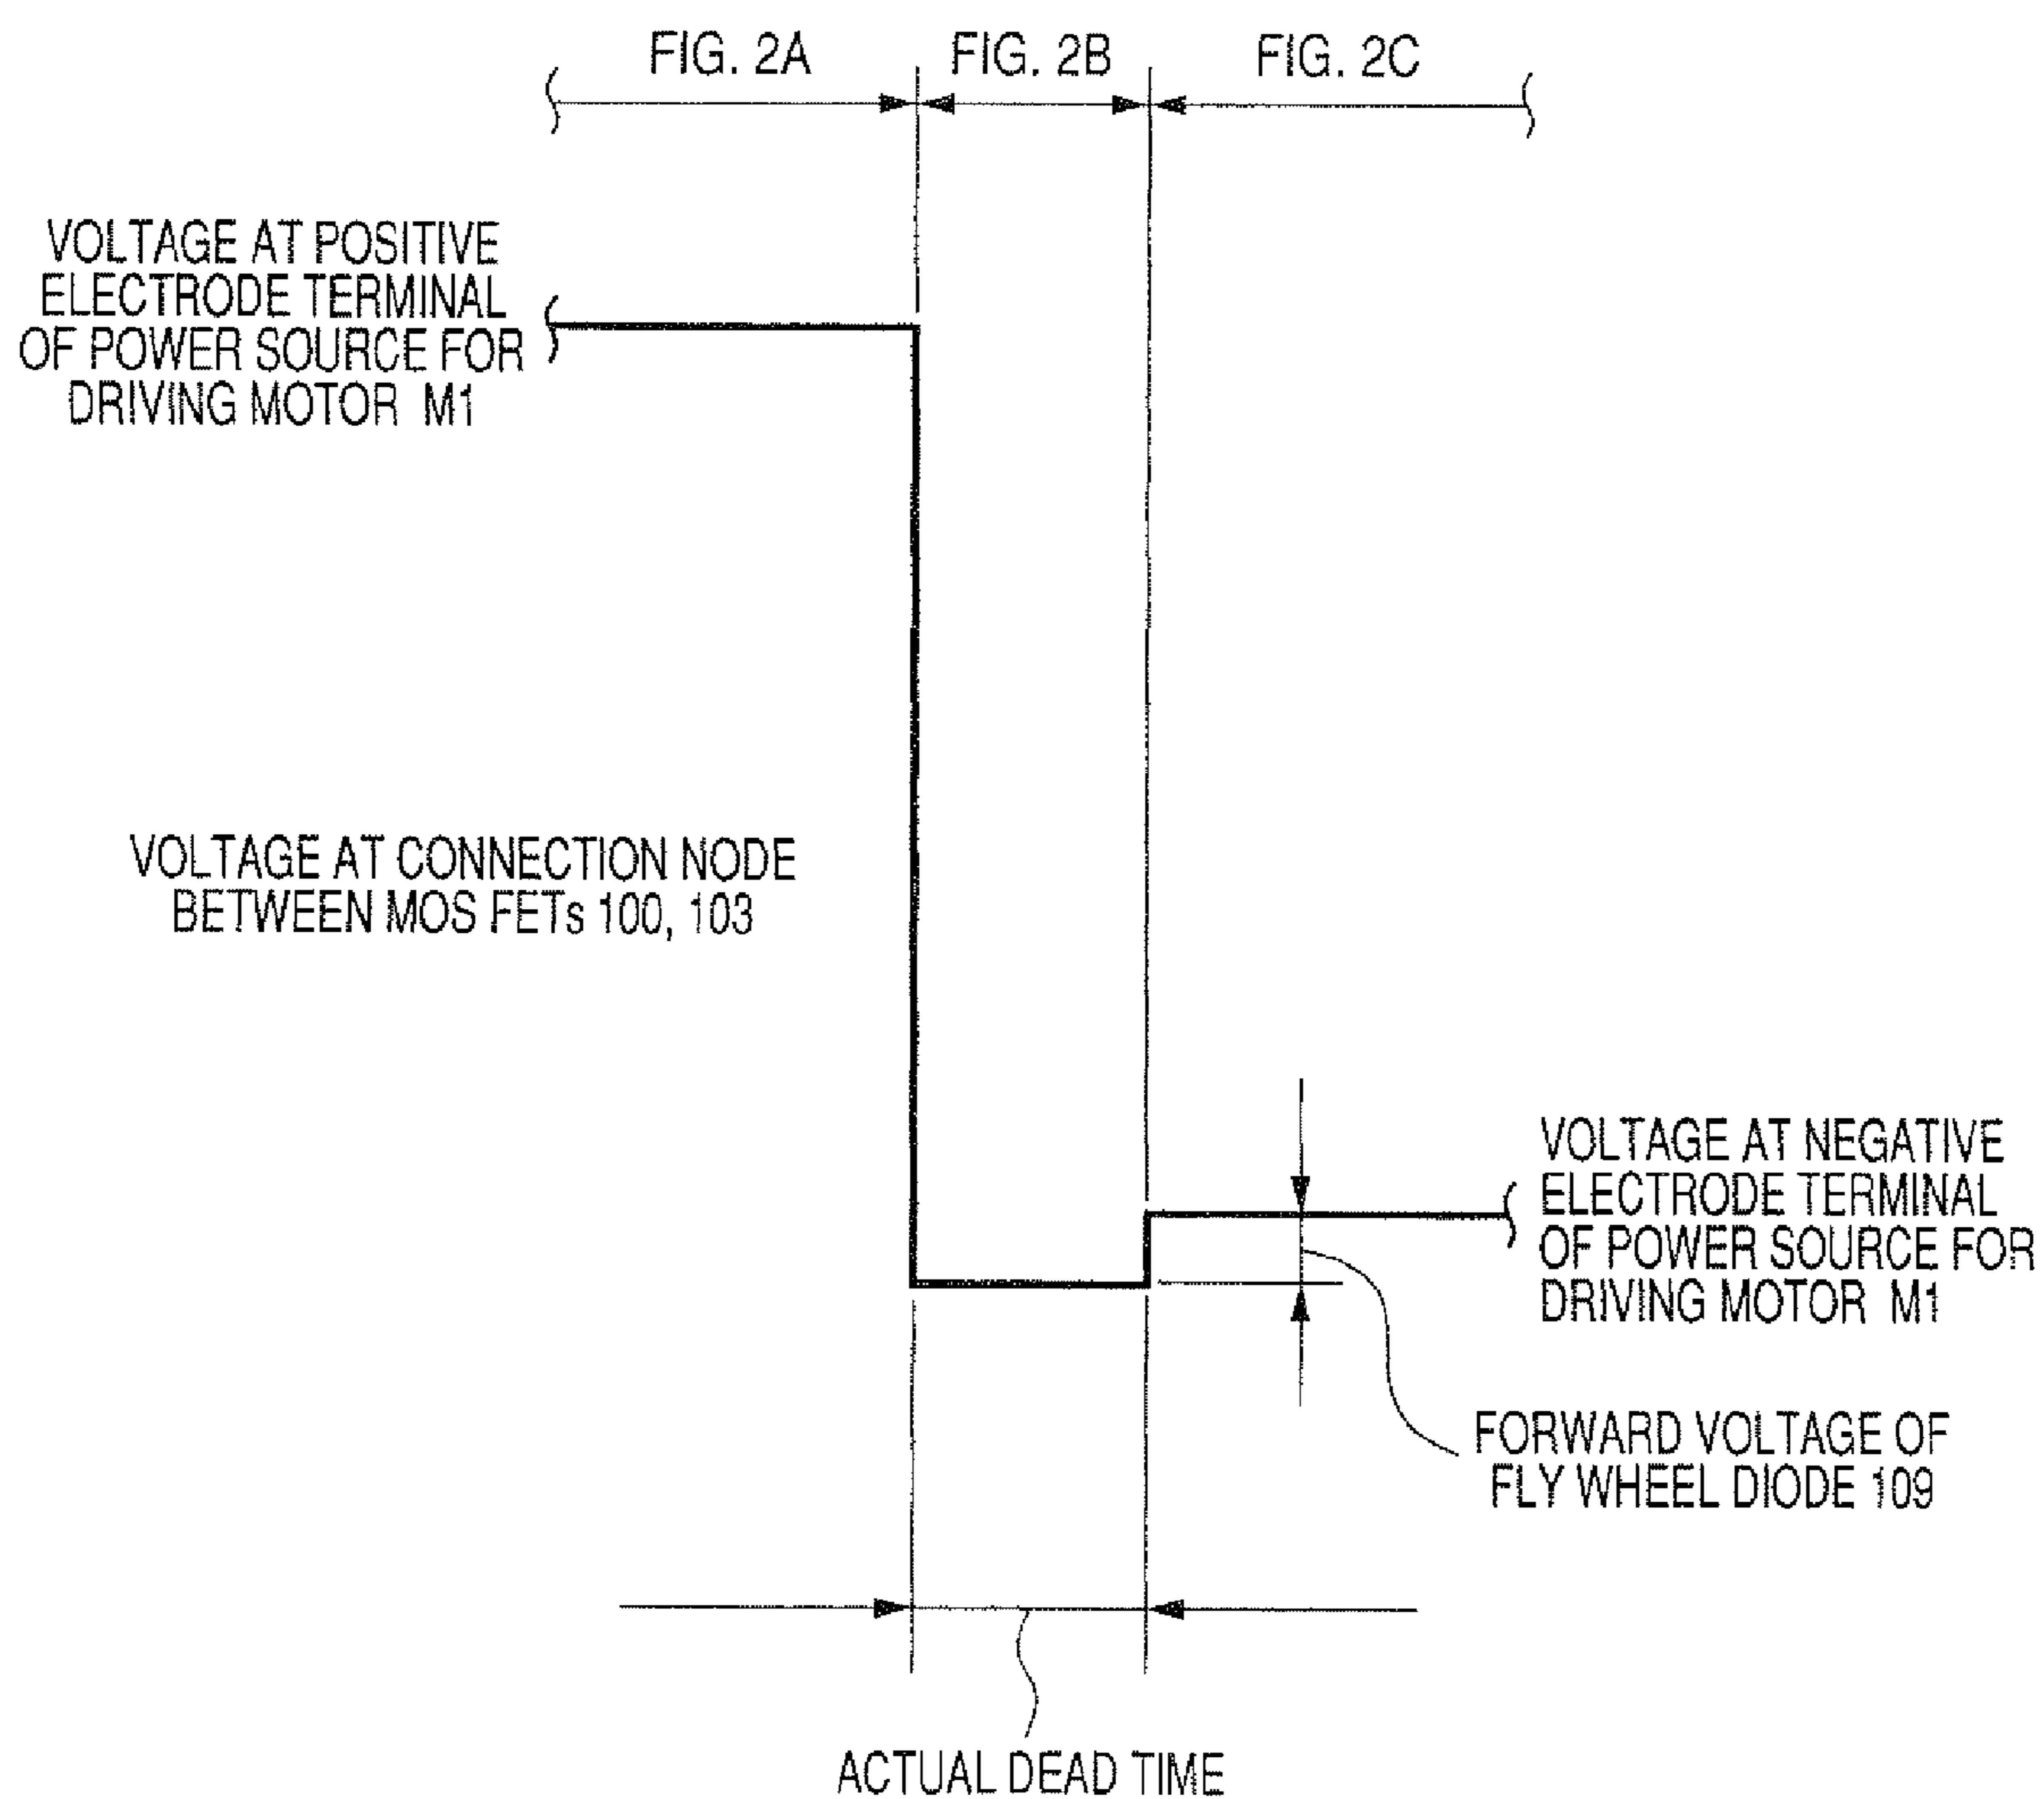 FIG. 2A
FIG. 2B
FIG. 2C
VOLTAGE AT POSITIVE
ELECTRODE TERMINAL
OF POWER SOURCE FOR
DRIVING MOTOR M1
VOLTAGE AT CONNECTION NODE
BETWEEN MOS FETs 100, 103
VOLTAGE AT NEGATIVE
ELECTRODE TERMINAL
OF POWER SOURCE FOR
DRIVING MOTOR M1
FORWARD VOLTAGE OF
FLY WHEEL DIODE 109
ACTUAL DEAD TIME